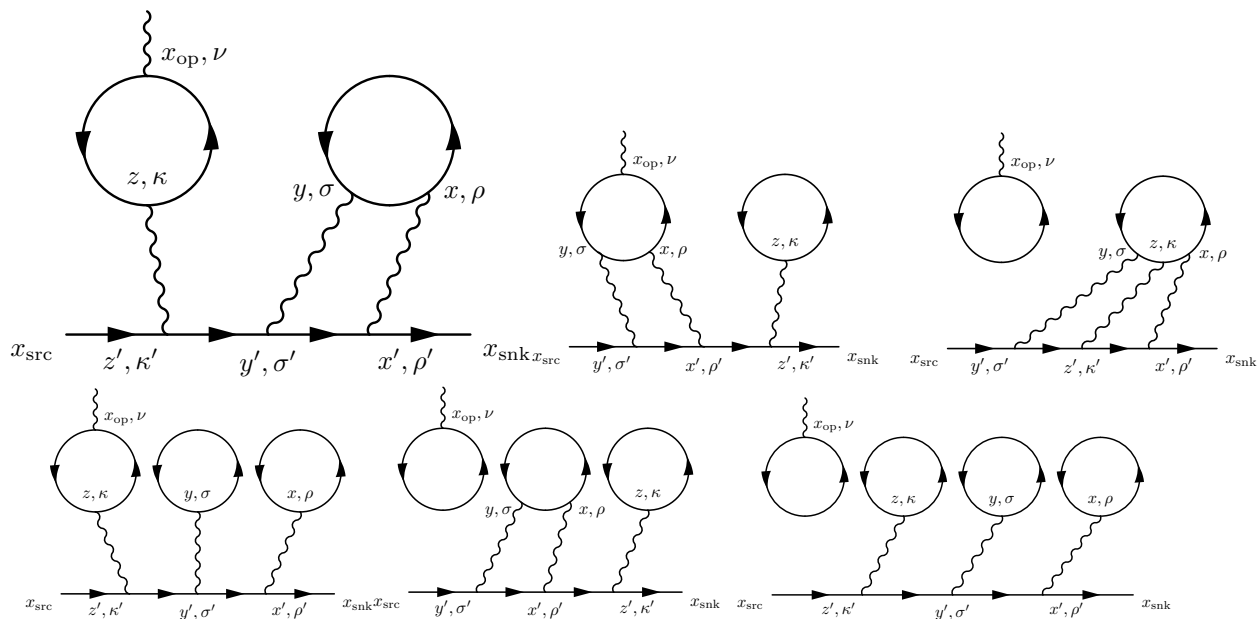 x_op, ν
z, κ
y, σ
x, ρ
x_src
z′, κ′
y′, σ′
x′, ρ′
x_snk
x_op, ν
z, κ
y, σ
x, ρ
x_src
y′, σ′
x′, ρ′
z′, κ′
x_snk
x_op, ν
y, σ
z, κ
x, ρ
x_src
y′, σ′
z′, κ′
x′, ρ′
x_snk
x_op, ν
z, κ
y, σ
x, ρ
x_src
z′, κ′
y′, σ′
x′, ρ′
x_snk
x_op, ν
z, κ
y, σ
x, ρ
x_src
y′, σ′
x′, ρ′
z′, κ′
x_snk
x_op, ν
z, κ
y, σ
x, ρ
x_src
z′, κ′
y′, σ′
x′, ρ′
x_snk